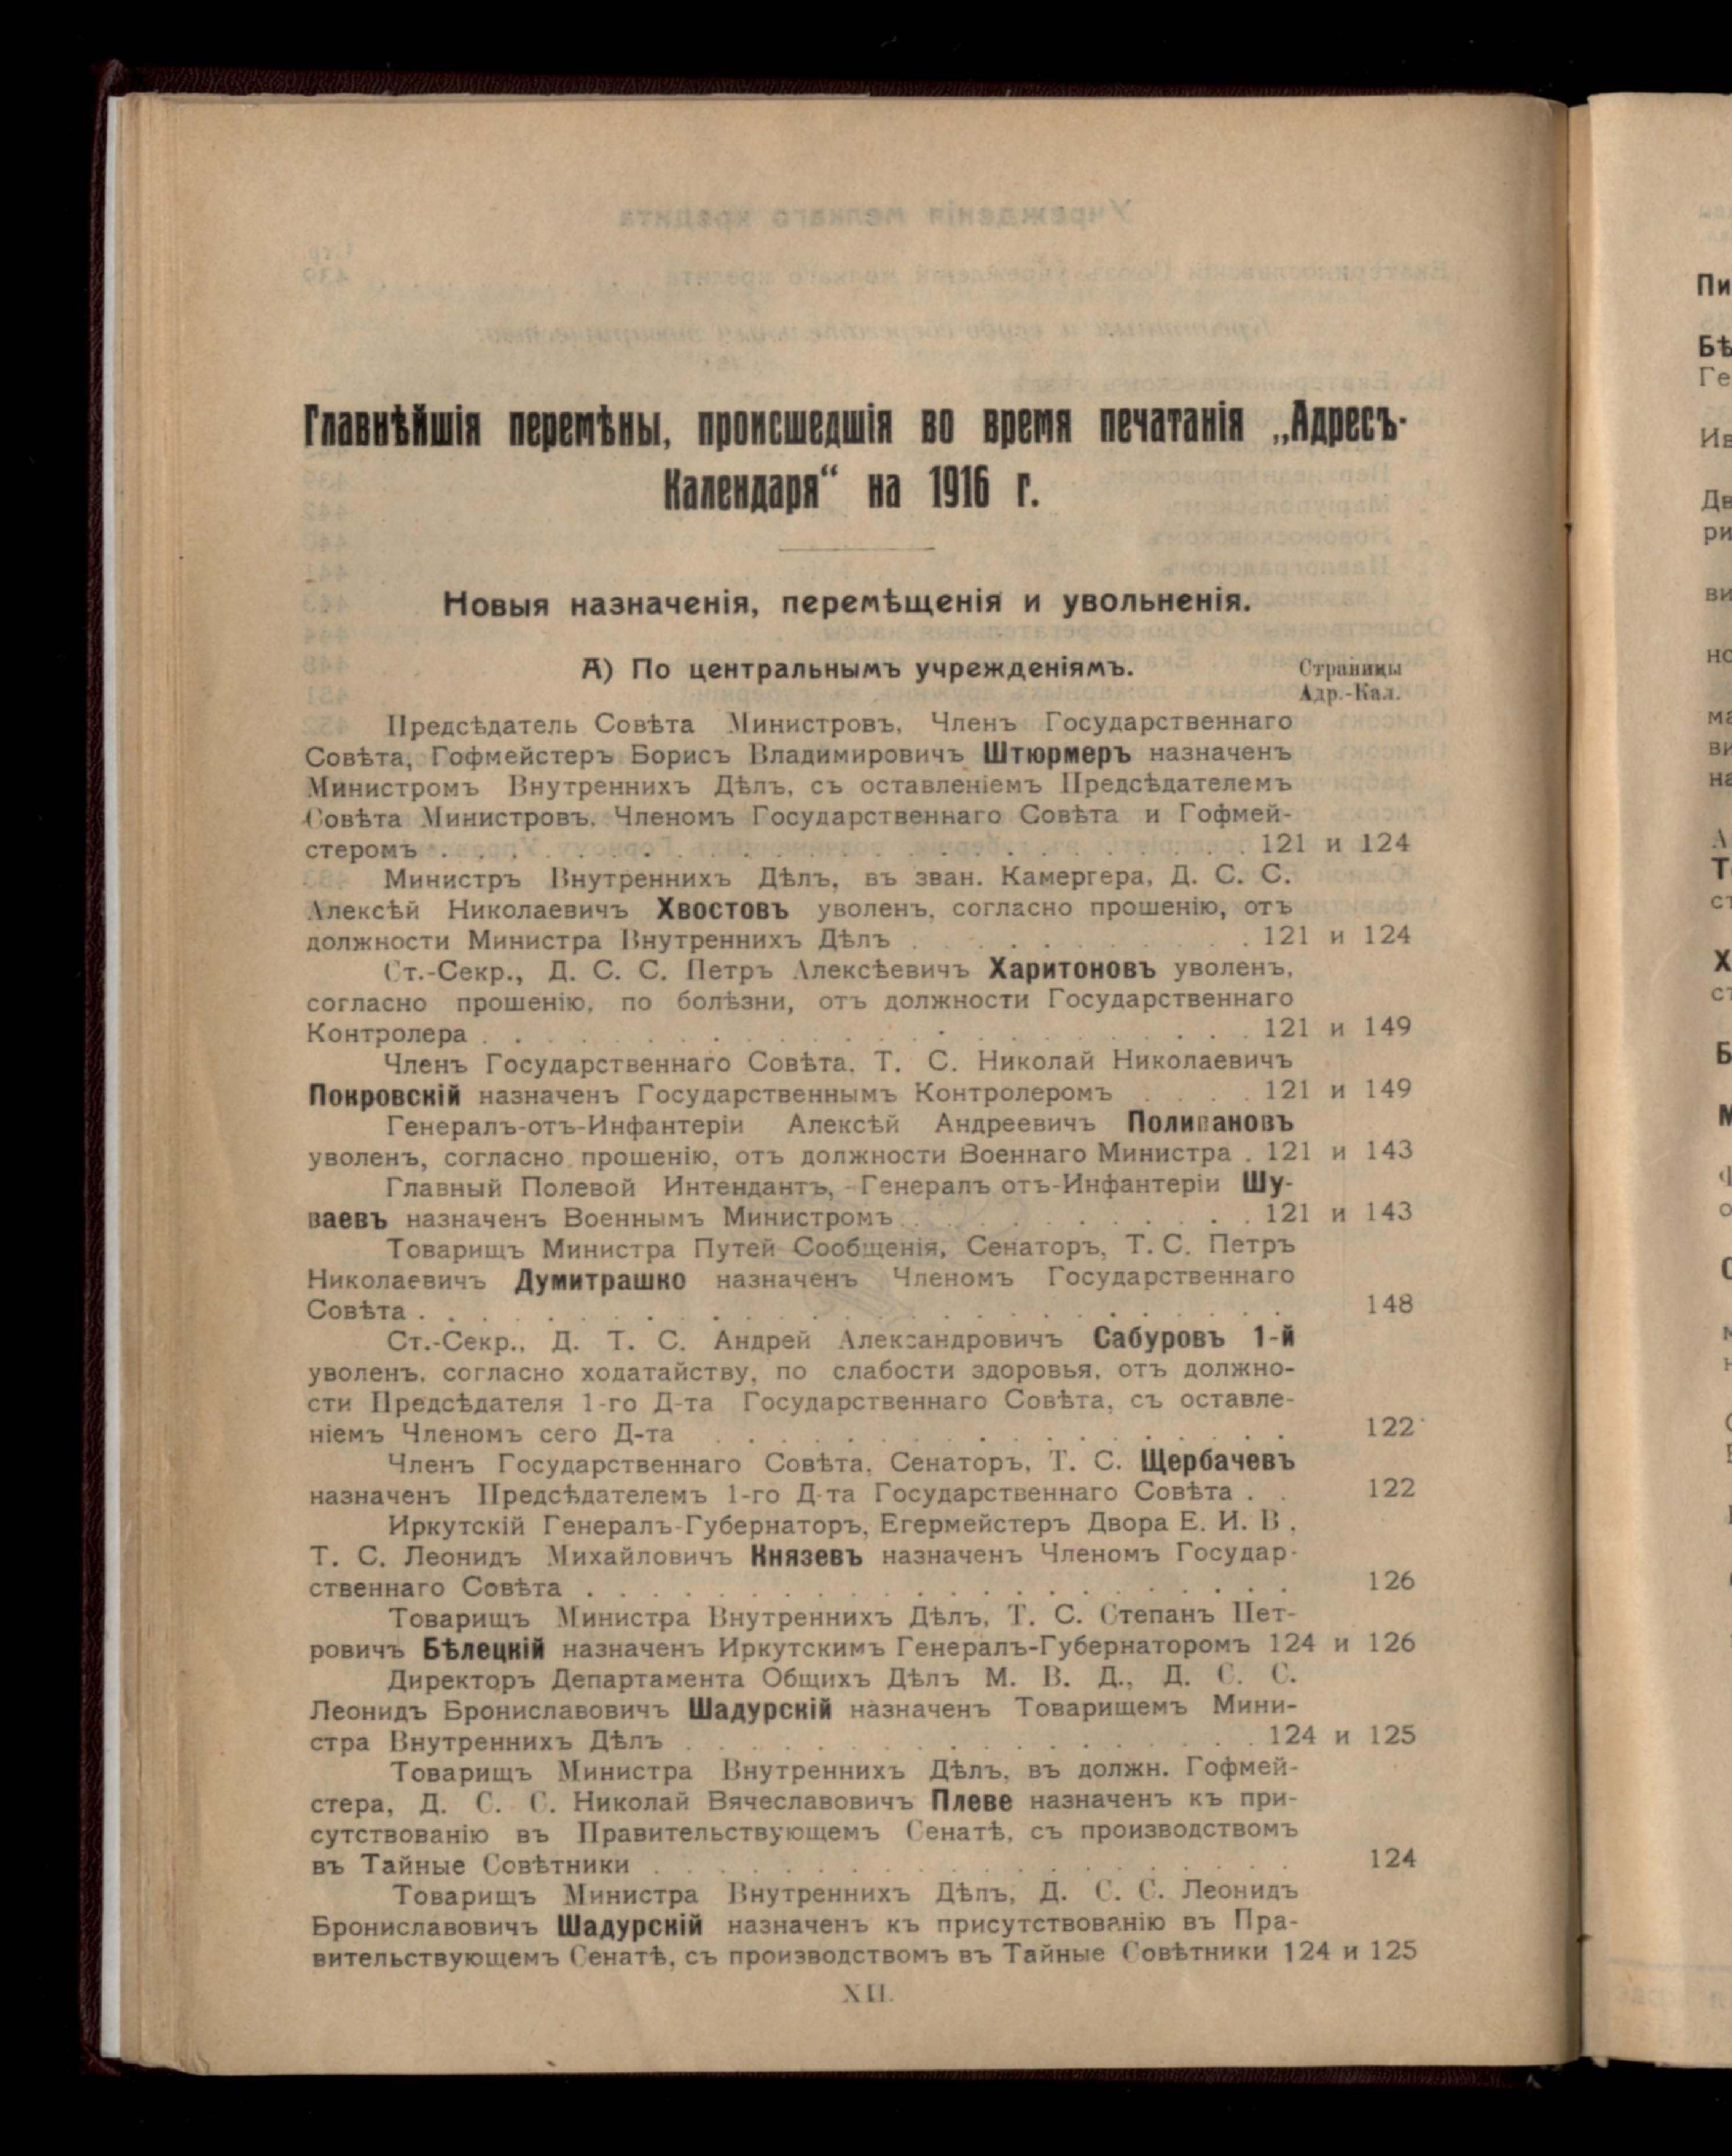 Главнѣйшія перемѣны, происшедшія во время печатанія „Адресъ-
Календаря“ на 1916 г.
Новыя назначенія, перемѣщенія и увольненія.
А) По центральнымъ учрежденіямъ.
Страницы
Адр.-Кал.
Предсѣдатель Совѣта Министровъ, Членъ Государственнаго
Совѣта, Гофмейстеръ Борисъ Владимировичъ Штюрмеръ назначенъ
Министромъ Внутреннихъ Дѣлъ, съ оставленіемъ Предсѣдателемъ
Совѣта Министровъ, Членомъ Государственнаго Совѣта и Гофмей-
стеромъ . . . . . . . . . . . . . . . . . . . . . . . . 121 и 124
Министръ Внутреннихъ Дѣлъ, въ зван. Камергера, Д. С. С.
Алексѣй Николаевичъ Хвостовъ уволенъ, согласно прошенію, отъ
должности Министра Внутреннихъ Дѣлъ . . . . . . . . . . . 121 и 124
Ст.-Секр., Д. С. С. Петръ Алексѣевичъ Харитоновъ уволенъ,
согласно прошенію, по болѣзни, отъ должности Государственнаго
Контролера . . . . . . . . . . . . . . . . . . . . . . . 121 и 149
Членъ Государственнаго Совѣта, Т. С. Николай Николаевичъ
Покровскій назначенъ Государственнымъ Контролеромъ . . . . 121 и 149
Генералъ-отъ-Инфантеріи Алексѣй Андреевичъ Поливановъ
уволенъ, согласно прошенію, отъ должности Военнаго Министра . 121 и 143
Главный Полевой Интендантъ, Генералъ отъ-Инфантеріи Шу-
ваевъ назначенъ Военнымъ Министромъ . . . . . . . . . . . 121 и 143
Товарищъ Министра Путей Сообщенія, Сенаторъ, Т. С. Петръ
Николаевичъ Думитрашко назначенъ Членомъ Государственнаго
Совѣта . . . . . . . . . . . . . . . . . . . . . . . . . . 148
Ст.-Секр., Д. Т. С. Андрей Александровичъ Сабуровъ 1-й
уволенъ, согласно ходатайству, по слабости здоровья, отъ должно-
сти Предсѣдателя 1-го Д-та Государственнаго Совѣта, съ оставле-
ніемъ Членомъ сего Д-та . . . . . . . . . . . . . . . . . . 122
Членъ Государственнаго Совѣта, Сенаторъ, Т. С. Щербачевъ
назначенъ Предсѣдателемъ 1-го Д-та Государственнаго Совѣта . . 122
Иркутскій Генералъ-Губернаторъ, Егермейстеръ Двора Е. И. В.,
Т. С. Леонидъ Михайловичъ Князевъ назначенъ Членомъ Государ-
ственнаго Совѣта . . . . . . . . . . . . . . . . . . . . . . 126
Товарищъ Министра Внутреннихъ Дѣлъ, Т. С. Степанъ Пет-
ровичъ Бѣлецкій назначенъ Иркутскимъ Генералъ-Губернаторомъ 124 и 126
Директоръ Департамента Общихъ Дѣлъ М. В. Д., Д. С. С.
Леонидъ Брониславовичъ Шадурскій назначенъ Товарищемъ Мини-
стра Внутреннихъ Дѣлъ . . . . . . . . . . . . . . . . . . 124 и 125
Товарищъ Министра Внутреннихъ Дѣлъ, въ должн. Гофмей-
стера, Д. С. С. Николай Вячеславовичъ Плеве назначенъ къ при-
сутствованію въ Правительствующемъ Сенатѣ, съ производствомъ
въ Тайные Совѣтники . . . . . . . . . . . . . . . . . . . . 124
Товарищъ Министра Внутреннихъ Дѣлъ, Д. С. С. Леонидъ
Брониславовичъ Шадурскій назначенъ къ присутствованію въ Пра-
вительствующемъ Сенатѣ, съ производствомъ въ Тайные Совѣтники 124 и 125
XII.